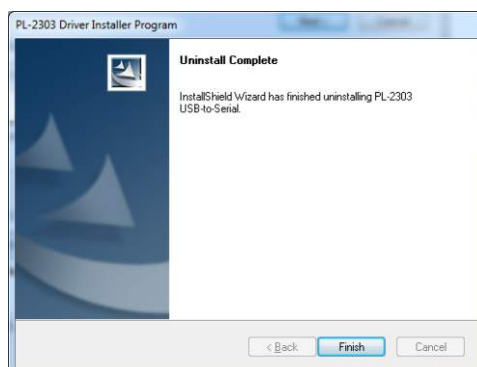 PL-2303 Driver Installer Program
Uninstall Complete
InstallShield Wizard has finished uninstalling PL-2303
USB-to-Serial.
< Back
Finish
Cancel